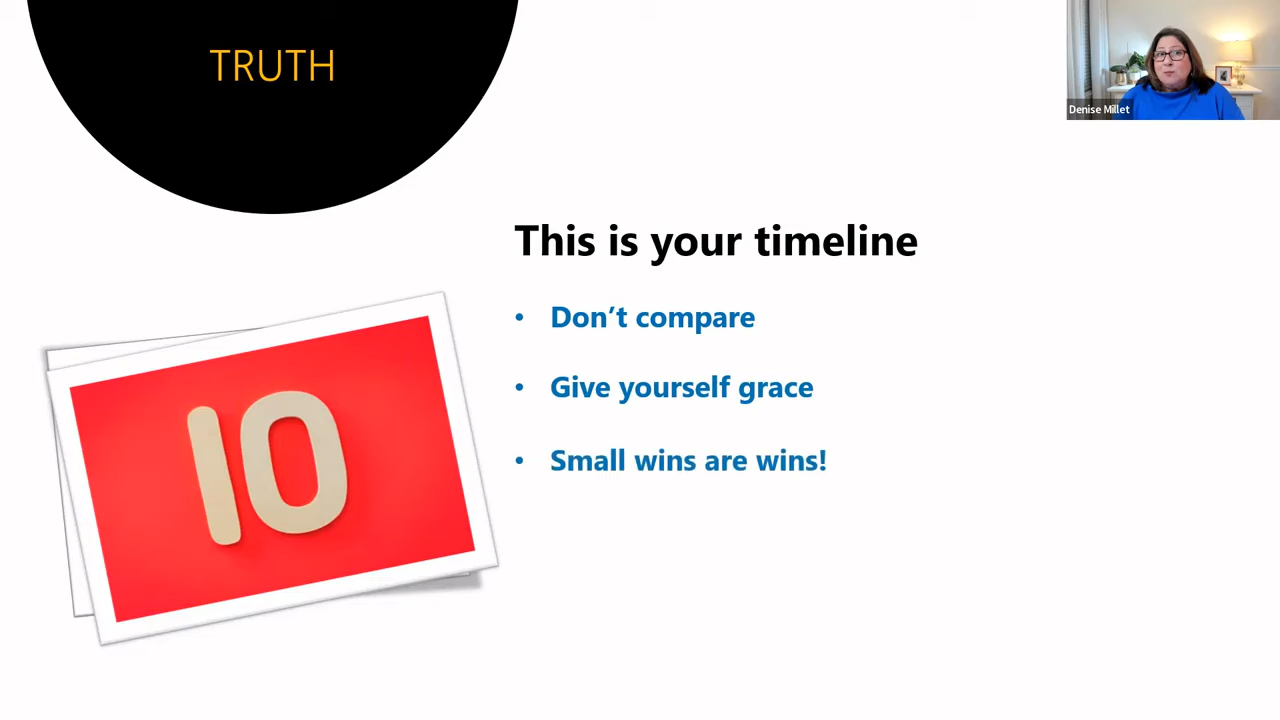 TRUTH
Denise Millet
This is your timeline
• Don’t compare
• Give yourself grace
• Small wins are wins!
10